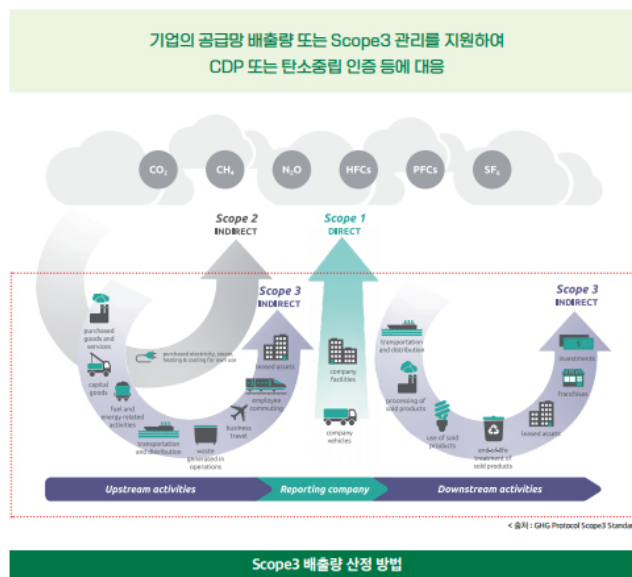 기업의 공급망 배출량 또는 Scope3 관리를 지원하여
CDP 또는 탄소중립 인증 등에 대응
CO₂
CH₄
N₂O
HFCs
PFCs
SF₆
Scope 2
INDIRECT
Scope 1
DIRECT
Scope 3
INDIRECT
Scope 3
INDIRECT
purchased
goods and
services
capital
goods
fuel and
energy-related
activities
transportation
and distribution
waste
generated in
operations
business
travel
employee
commuting
leased assets
purchased electricity, steam,
heating & cooling for own use
company
facilities
company
vehicles
transportation
and distribution
processing of
sold products
use of sold
products
end-of-life
treatment of
sold products
leased assets
franchises
investments
Upstream activities
Reporting company
Downstream activities
< 출처 : GHG Protocol Scope3 Standar
Scope3 배출량 산정 방법